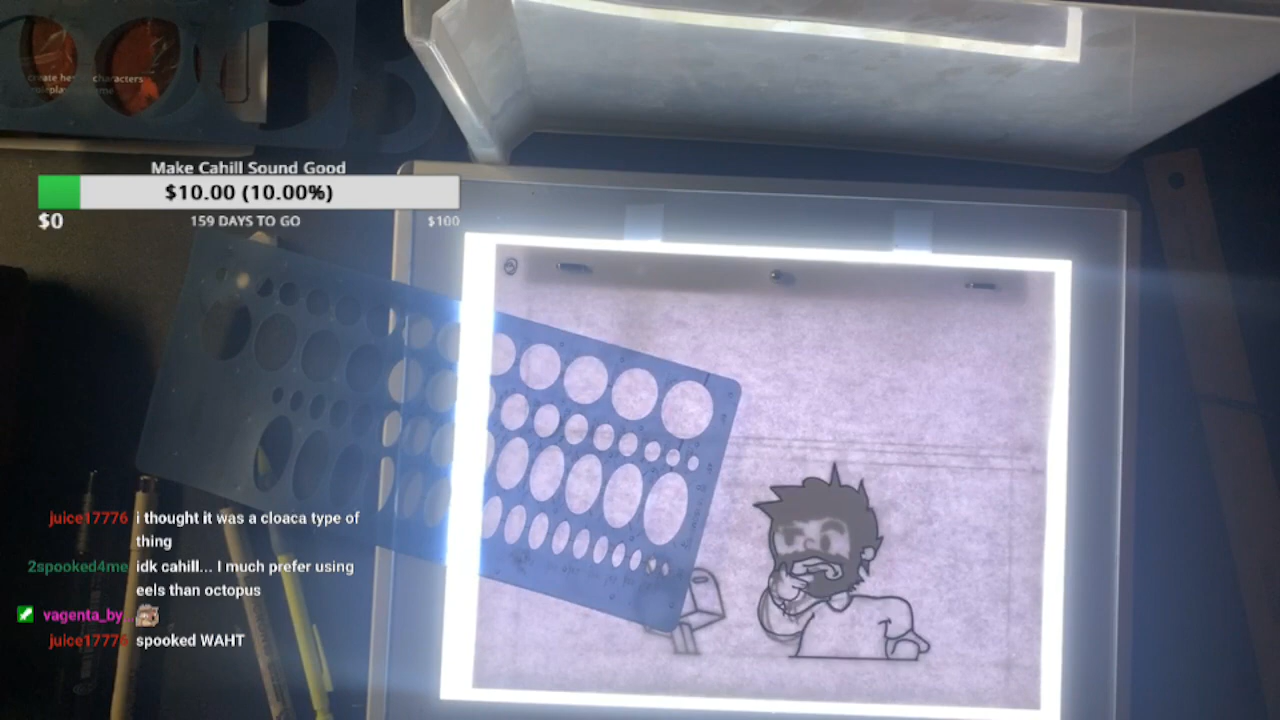 create her characters
roleplay me
Make Cahill Sound Good
$10.00 (10.00%)
$0 159 DAYS TO GO $100
juice17776 i thought it was a cloaca type of
thing
2spooked4me idk cahill... I much prefer using
eels than octopus
vagenta_by
juice17776 spooked WAHT